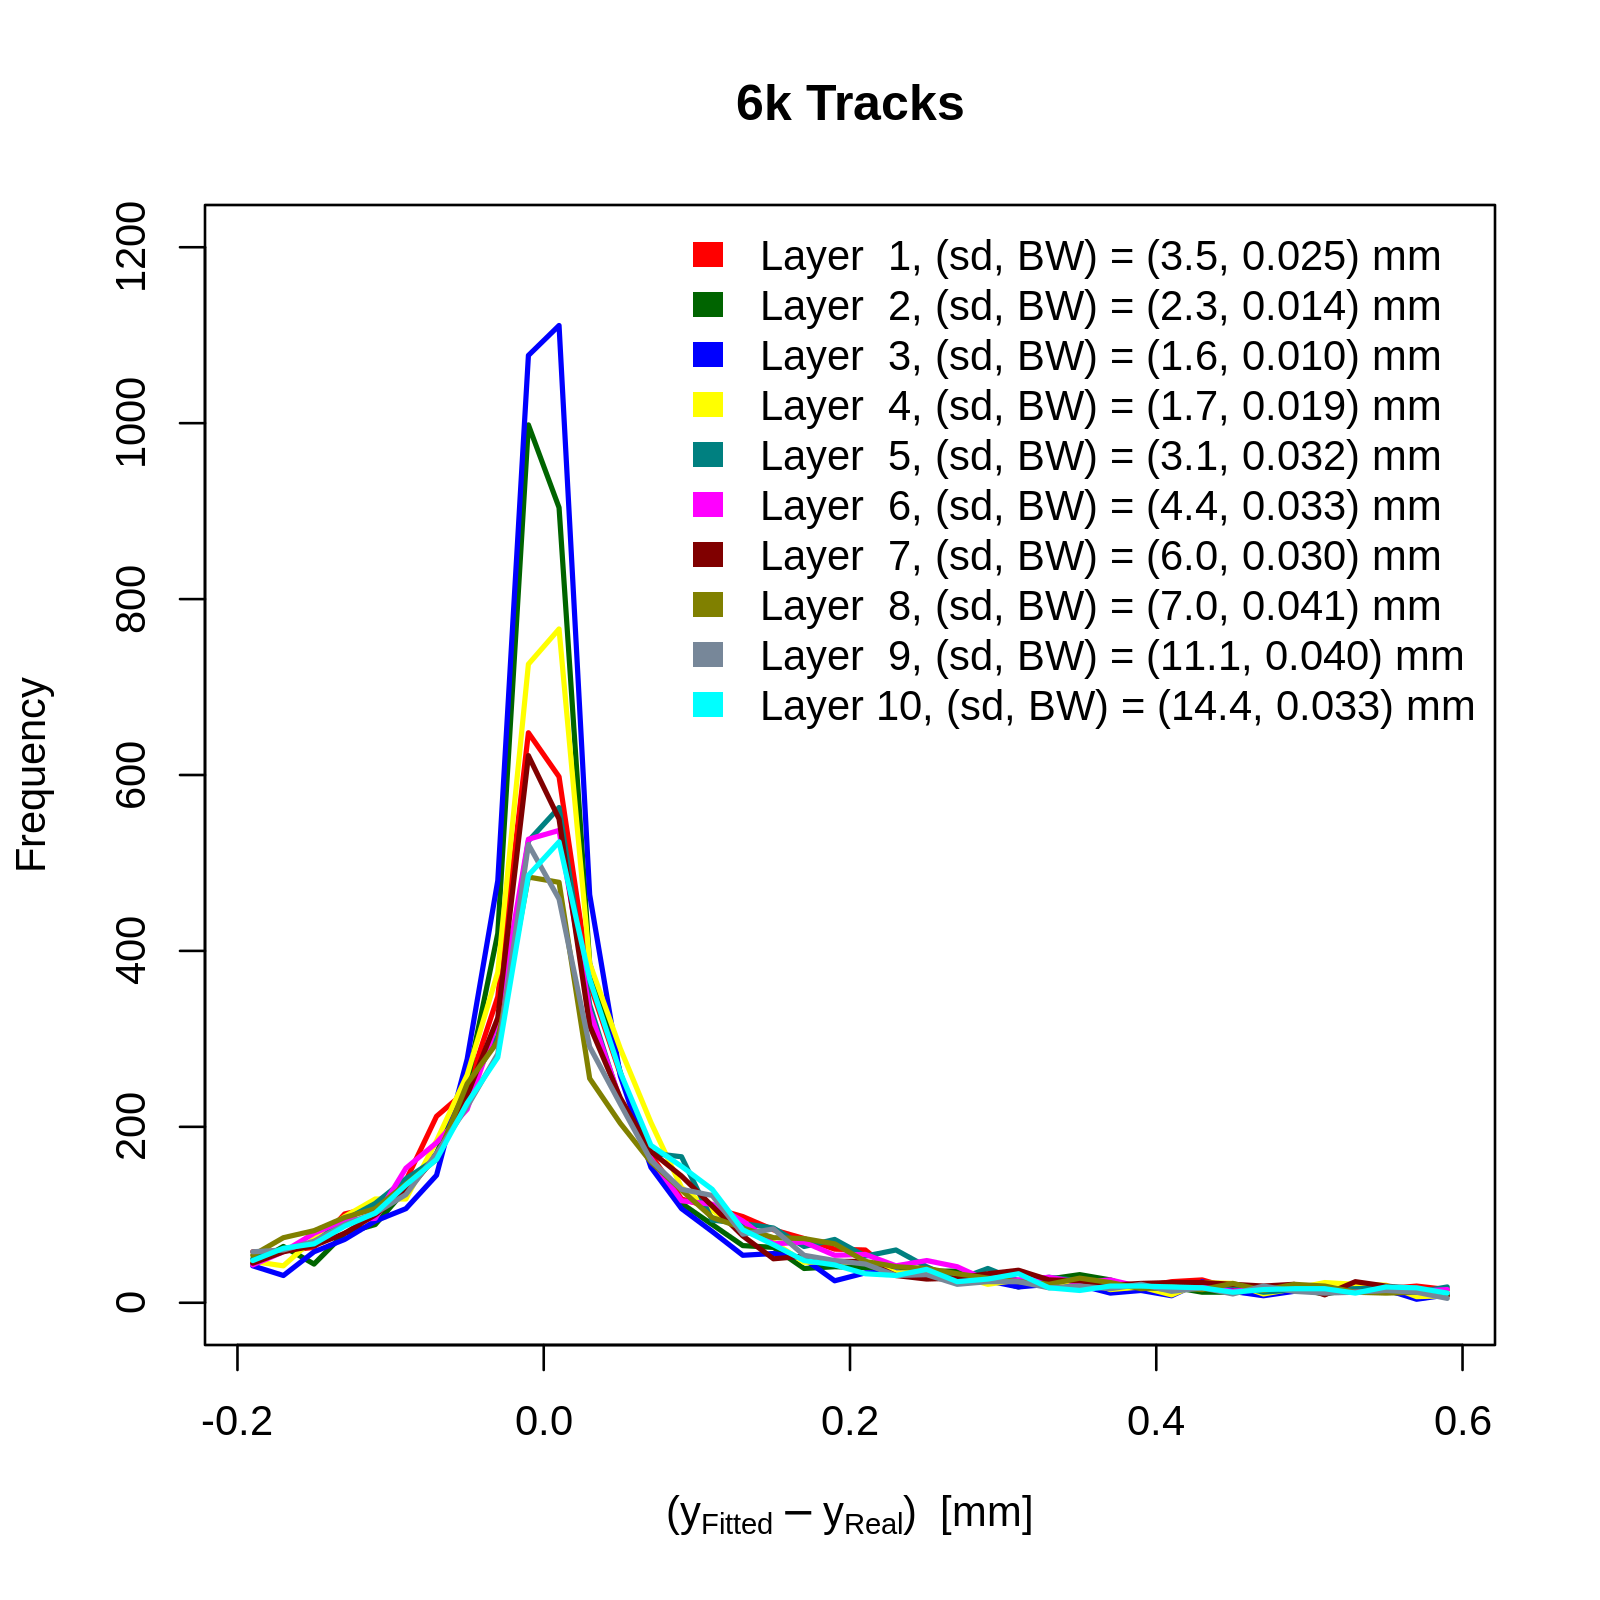 6k Tracks
Layer  1, (sd, BW) = (3.5, 0.025) mm
Layer  2, (sd, BW) = (2.3, 0.014) mm
Layer  3, (sd, BW) = (1.6, 0.010) mm
Layer  4, (sd, BW) = (1.7, 0.019) mm
Layer  5, (sd, BW) = (3.1, 0.032) mm
Layer  6, (sd, BW) = (4.4, 0.033) mm
Layer  7, (sd, BW) = (6.0, 0.030) mm
Layer  8, (sd, BW) = (7.0, 0.041) mm
Layer  9, (sd, BW) = (11.1, 0.040) mm
Layer 10, (sd, BW) = (14.4, 0.033) mm
Frequency
1200
1000
800
600
400
200
0
-0.2 0.0 0.2 0.4 0.6
(yFitted − yReal)  [mm]